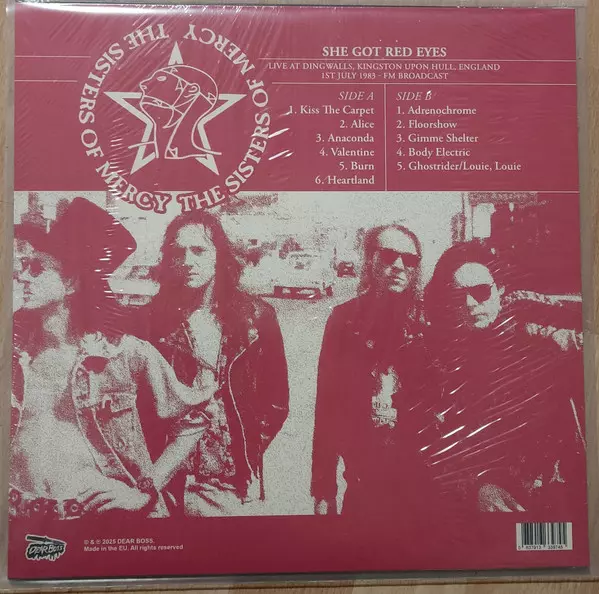 THE SISTERS OF MERCY THE SISTERS OF MERCY
SHE GOT RED EYES
LIVE AT DINGWALLS, KINGSTON UPON HULL, ENGLAND
1ST JULY 1983 - FM BROADCAST
SIDE A
1. Kiss The Carpet
2. Alice
3. Anaconda
4. Valentine
5. Burn
6. Heartland
SIDE B
1. Adrenochrome
2. Floorshow
3. Gimme Shelter
4. Body Electric
5. Ghostrider/Louie, Louie
DEAR BOSS
© & ℗ 2025 DEAR BOSS.
Made in the EU. All rights reserved